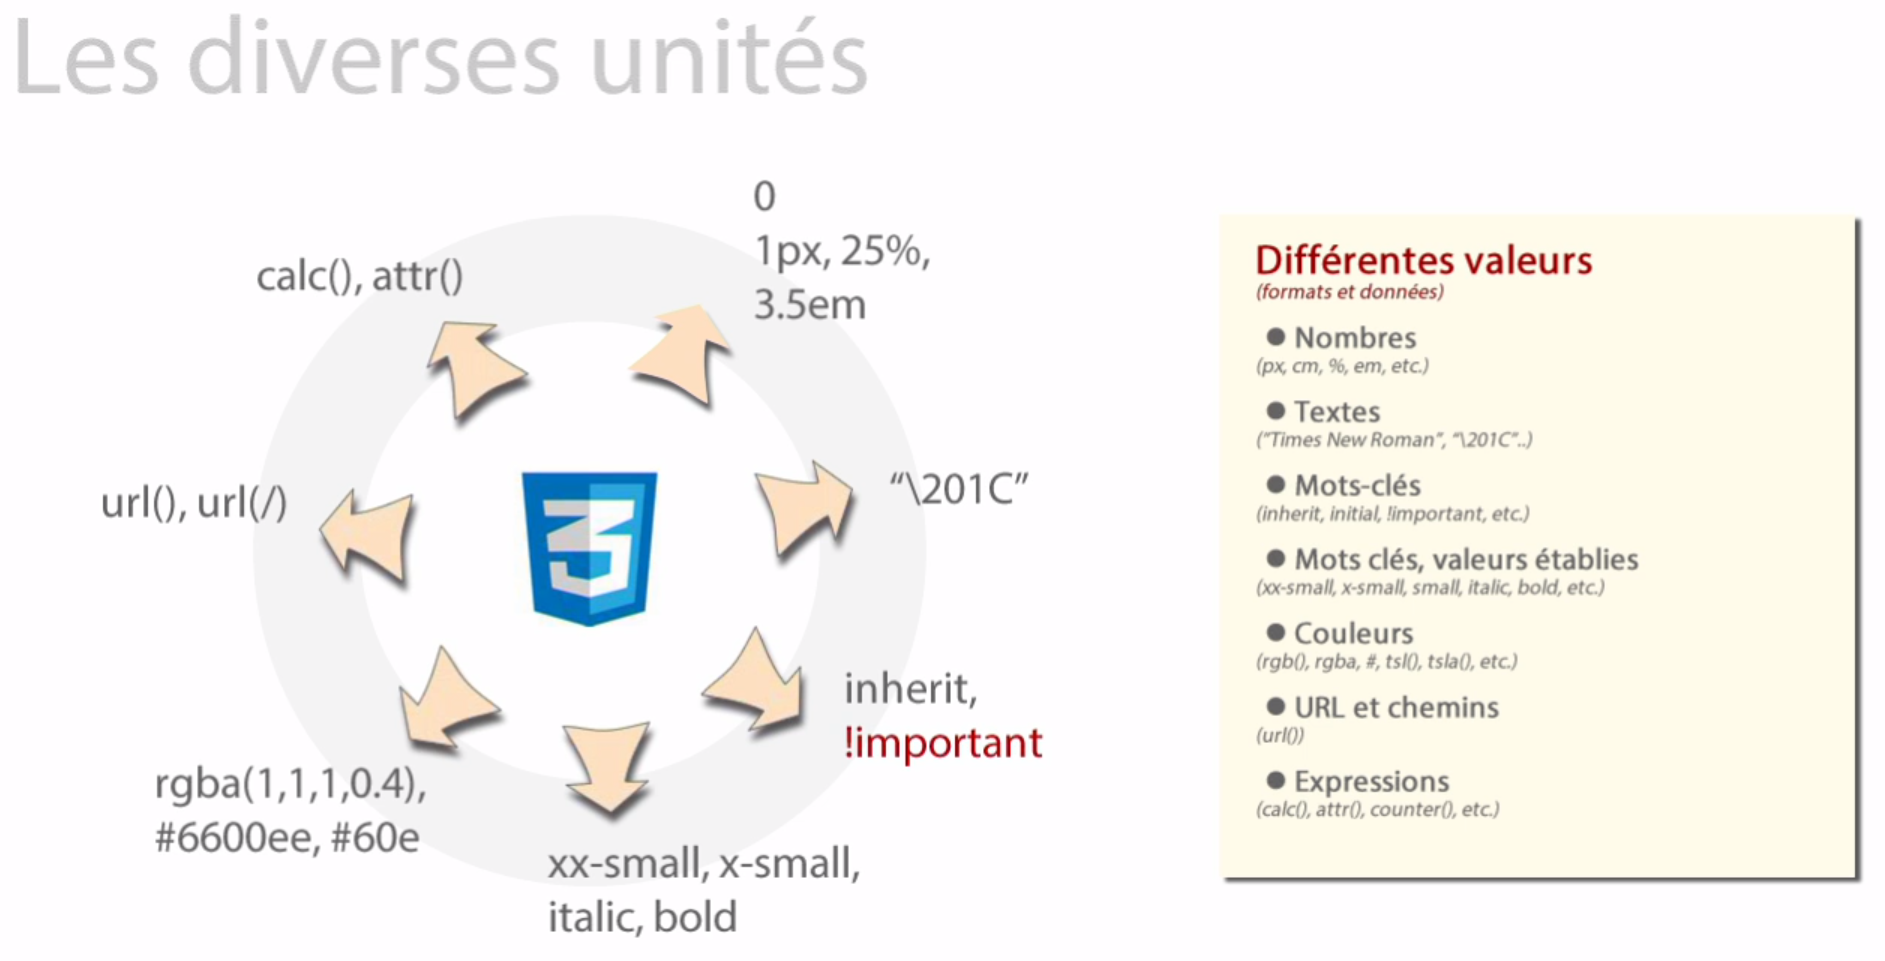 Les diverses unités
0
1px, 25%,
3.5em
calc(), attr()
“\201C”
url(), url(/)
inherit,
!important
rgba(1,1,1,0.4),
#6600ee, #60e
xx-small, x-small,
italic, bold
3
Différentes valeurs
(formats et données)
● Nombres
(px, cm, %, em, etc.)
● Textes
(“Times New Roman”, “\201C”..)
● Mots-clés
(inherit, initial, !important, etc.)
● Mots clés, valeurs établies
(xx-small, x-small, small, italic, bold, etc.)
● Couleurs
(rgb(), rgba, #, tsl(), tsla(), etc.)
● URL et chemins
(url())
● Expressions
(calc(), attr(), counter(), etc.)